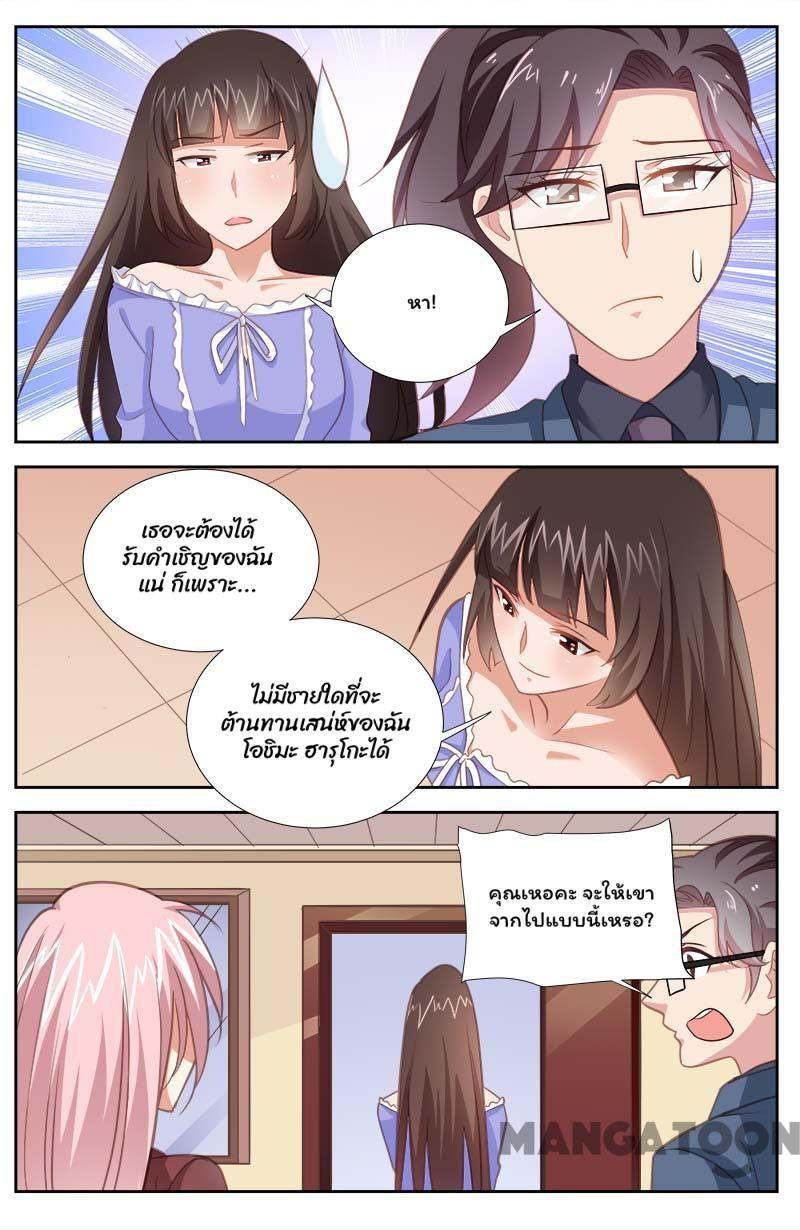 หา!
เธอจะต้องได้
รับคำเชิญของฉัน
แน่ ก็เพราะ...
ไม่มีชายใดที่จะ
ต้านทานเสน่ห์ของฉัน
โอชิมะ ฮารุโกะได้
คุณเหอคะ จะให้เขา
จากไปแบบนี้เหรอ?
MANGATOON